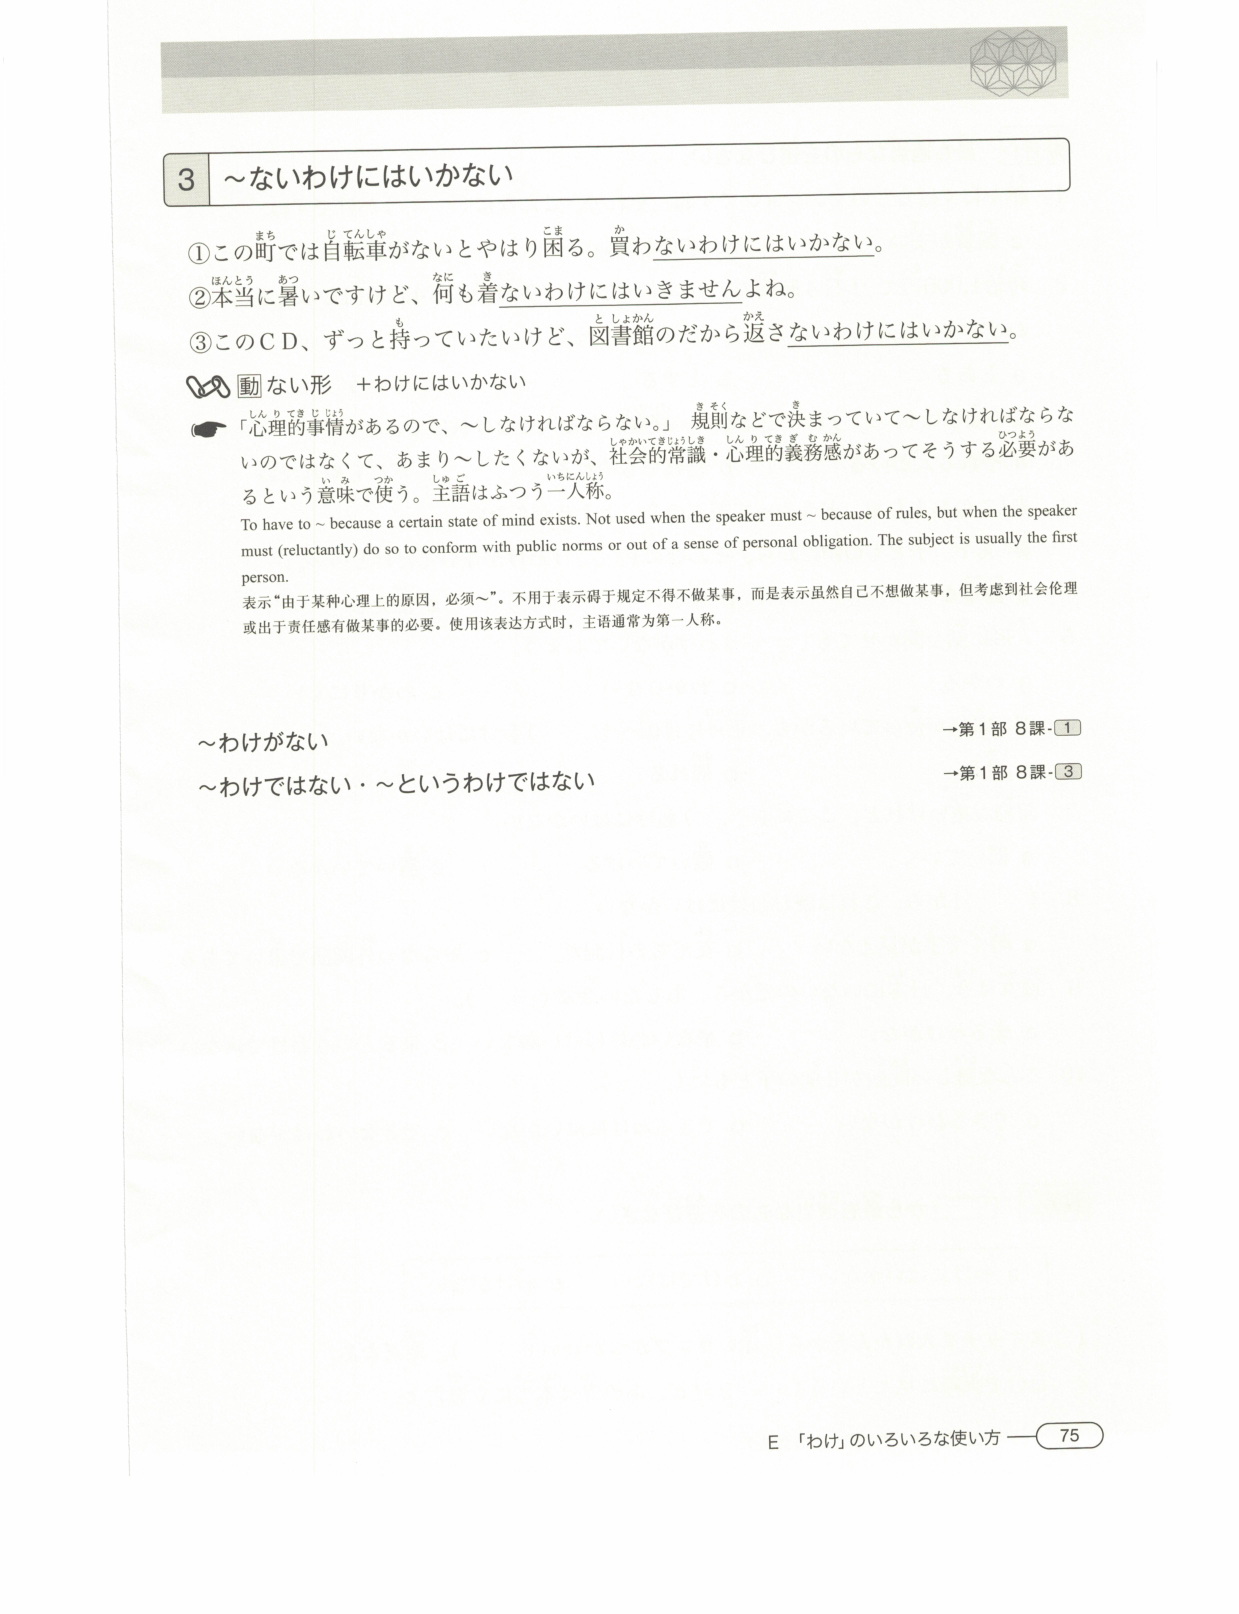 3 ～ないわけにはいかない
①この町では自転車がないとやはり困る。買わないわけにはいかない。
②本当に暑いですけど、何も着ないわけにはいきませんよね。
③このＣＤ、ずっと持っていたいけど、図書館のだから返さないわけにはいかない。
動 ない形　＋わけにはいかない
「心理的事情があるので、～しなければならない。」 規則などで決まっていて～しなければならな
いのではなくて、あまり～したくないが、社会的常識・心理的義務感があってそうする必要があ
るという意味で使う。主語はふつう一人称。
To have to ~ because a certain state of mind exists. Not used when the speaker must ~ because of rules, but when the speaker
must (reluctantly) do so to conform with public norms or out of a sense of personal obligation. The subject is usually the first
person.
表示“由于某种心理上的原因，必须～”。不用于表示碍于规定不得不做某事，而是表示虽然自己不想做某事，但考虑到社会伦理
或出于责任感有做某事的必要。使用该表达方式时，主语通常为第一人称。
～わけがない →第1部 8課-1
～わけではない・～というわけではない →第1部 8課-3
E 「わけ」のいろいろな使い方 75